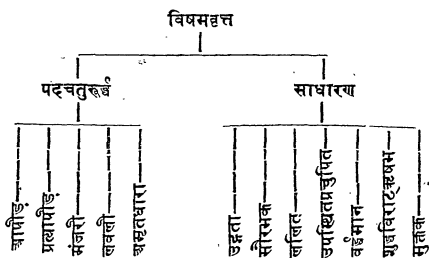 विषमवृत्त
पदचतुरूर्द्ध
साधारण
आपीड़
प्रत्यापीड़
मंजरी
लवली
अमृतधारा
उद्गता
सौरभक
ललित
उपस्थितप्रचुपित
वर्द्धमान
शुद्धविराटऋषभ
मुक्तक